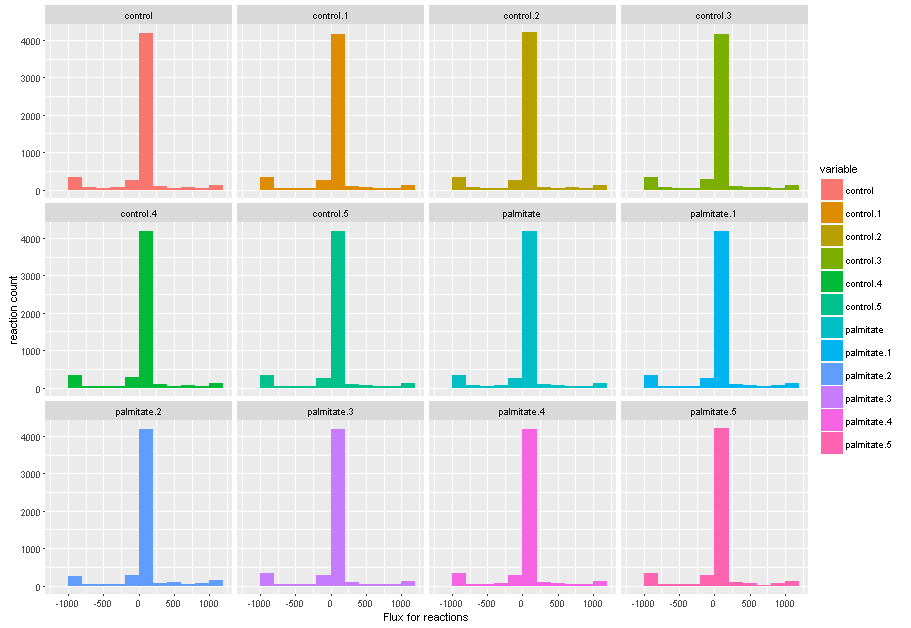 control control.1 control.2 control.3
4000
3000
2000
1000
0
control.4 control.5 palmitate palmitate.1
4000
3000
2000
1000
0
palmitate.2 palmitate.3 palmitate.4 palmitate.5
4000
3000
2000
1000
0
-1000 -500 0 500 1000 -1000 -500 0 500 1000 -1000 -500 0 500 1000 -1000 -500 0 500 1000
Flux for reactions
reaction count
variable
control
control.1
control.2
control.3
control.4
control.5
palmitate
palmitate.1
palmitate.2
palmitate.3
palmitate.4
palmitate.5